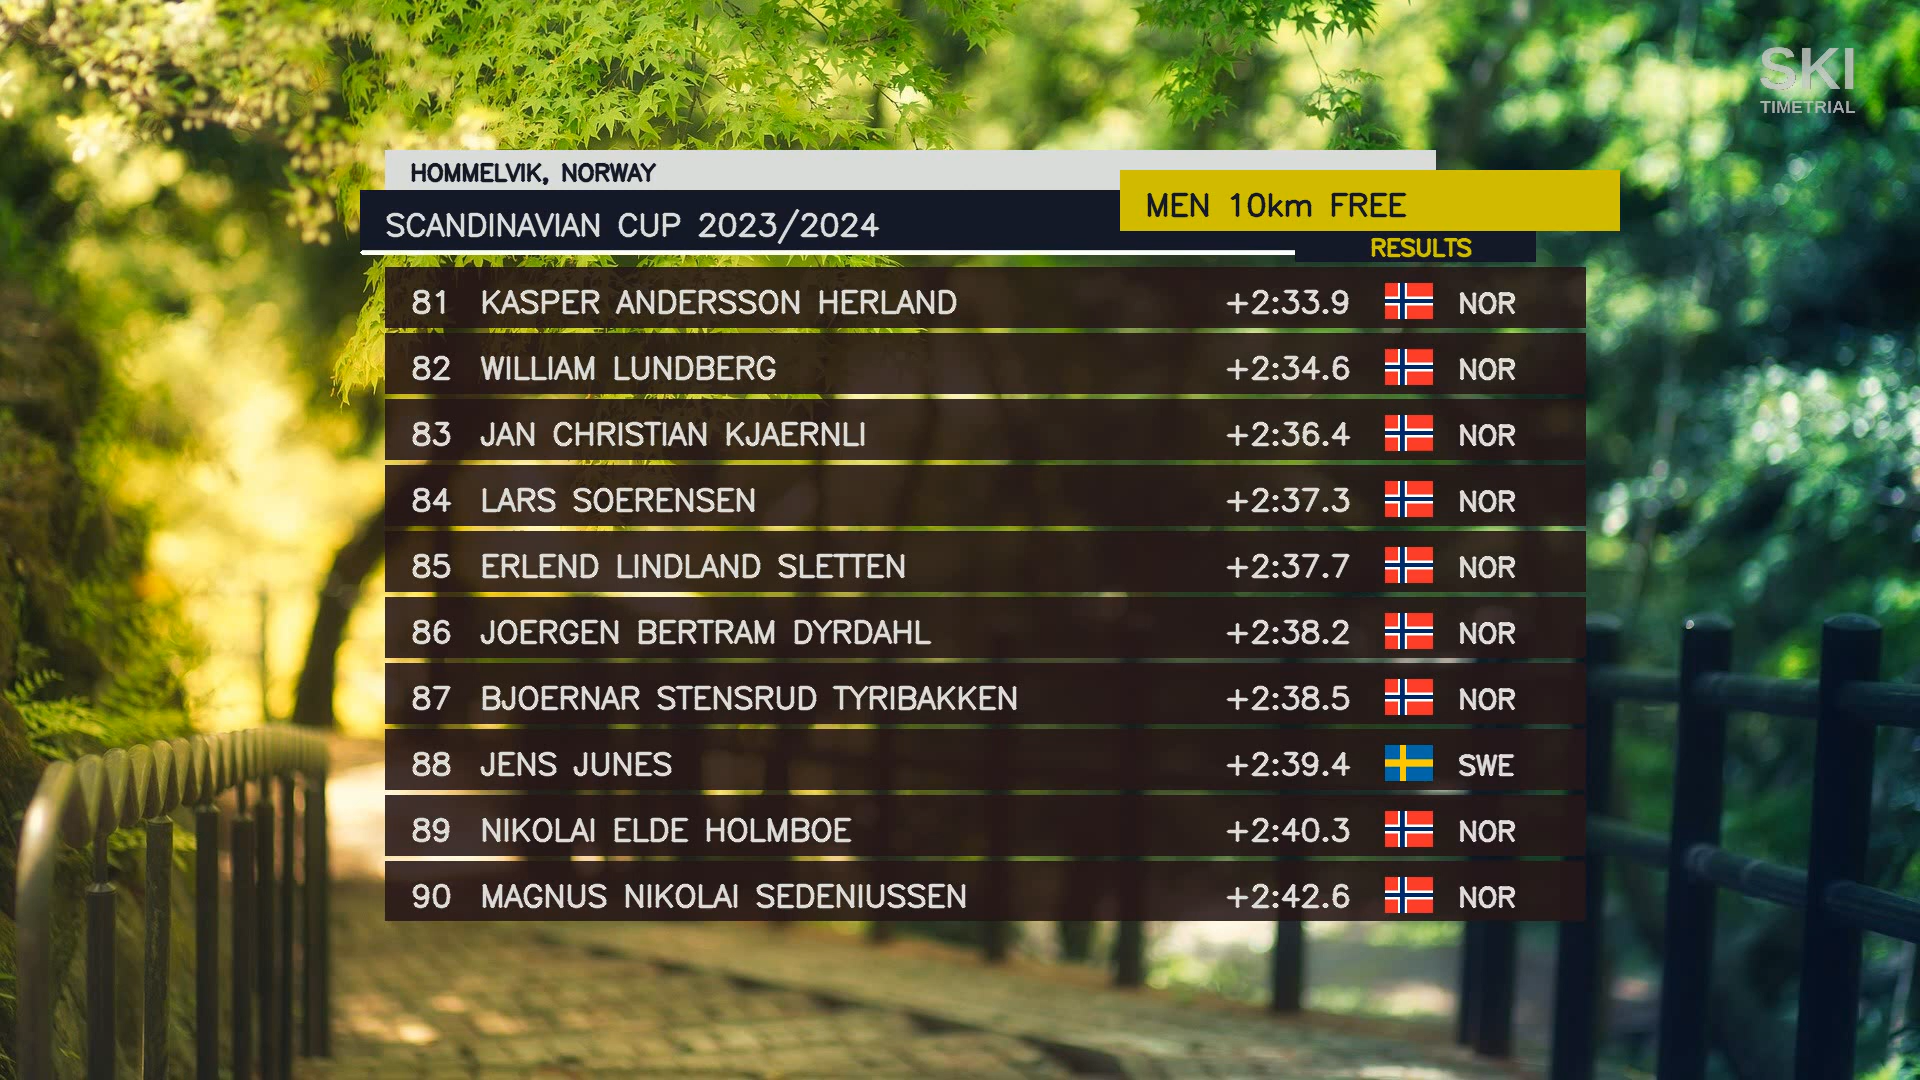 SKI
TIMETRIAL
HOMMELVIK, NORWAY
SCANDINAVIAN CUP 2023/2024
MEN 10km FREE
RESULTS
81 KASPER ANDERSSON HERLAND +2:33.9 NOR
82 WILLIAM LUNDBERG +2:34.6 NOR
83 JAN CHRISTIAN KJAERNLI +2:36.4 NOR
84 LARS SOERENSEN +2:37.3 NOR
85 ERLEND LINDLAND SLETTEN +2:37.7 NOR
86 JOERGEN BERTRAM DYRDAHL +2:38.2 NOR
87 BJOERNAR STENSRUD TYRIBAKKEN +2:38.5 NOR
88 JENS JUNES +2:39.4 SWE
89 NIKOLAI ELDE HOLMBOE +2:40.3 NOR
90 MAGNUS NIKOLAI SEDENIUSSEN +2:42.6 NOR